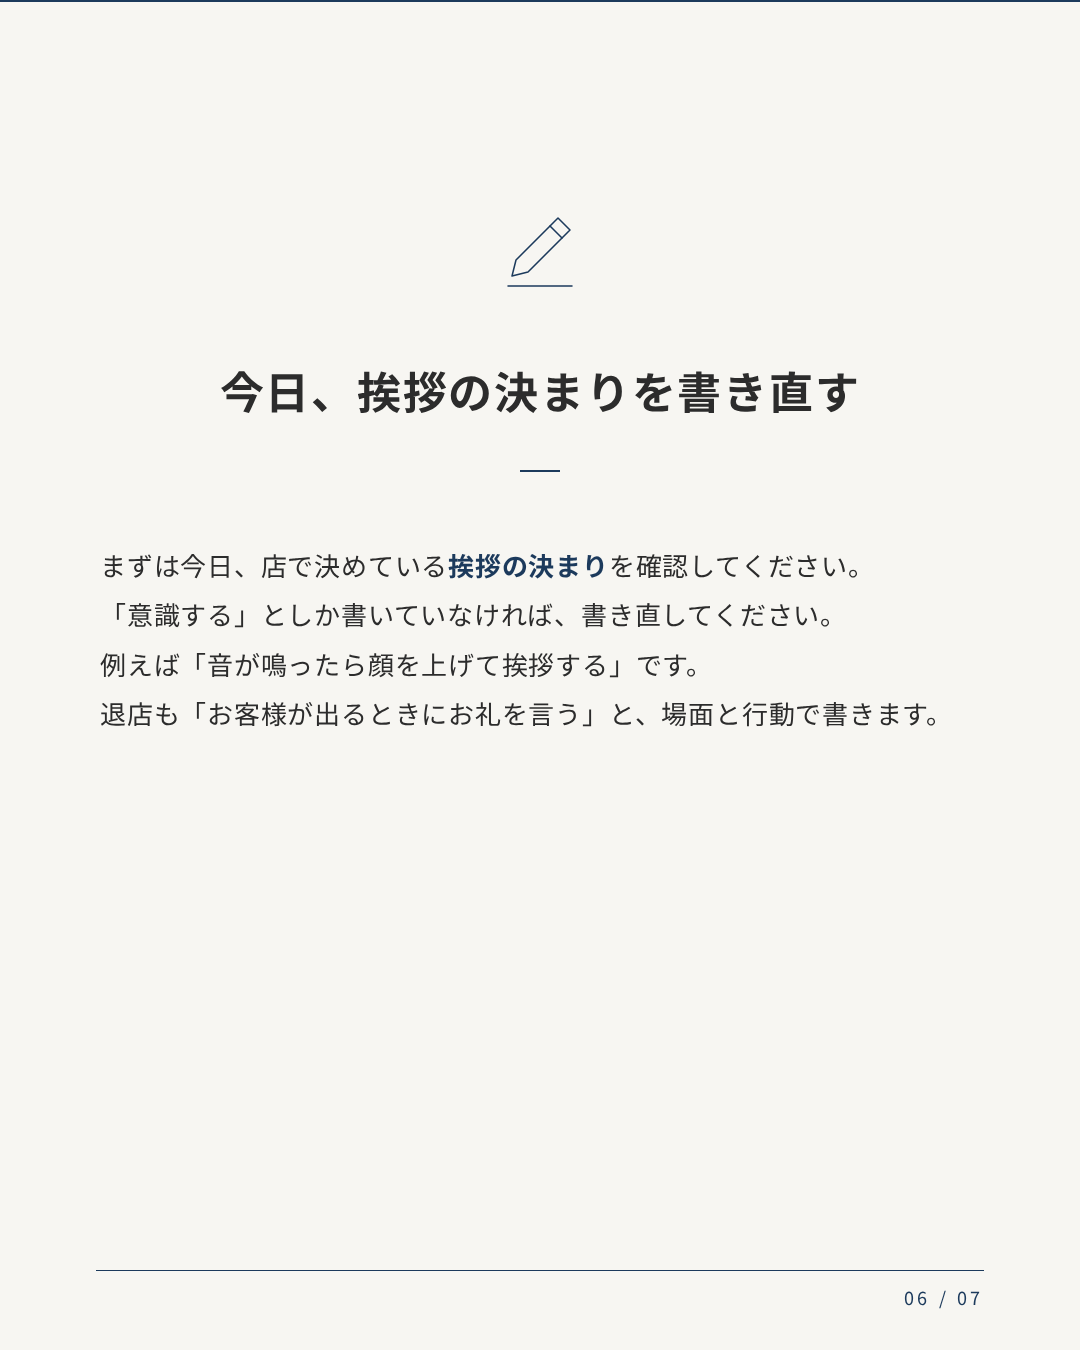 今日、挨拶の決まりを書き直す
まずは今日、店で決めている挨拶の決まりを確認してください。
「意識する」としか書いていなければ、書き直してください。
例えば「音が鳴ったら顔を上げて挨拶する」です。
退店も「お客様が出るときにお礼を言う」と、場面と行動で書きます。
06 / 07